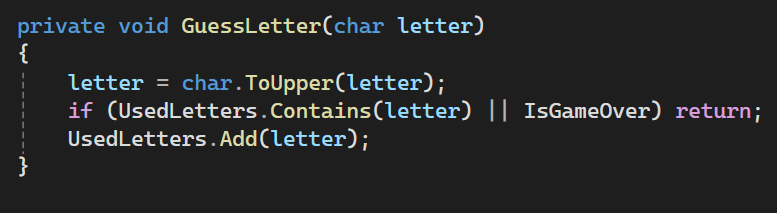 private void GuessLetter(char letter)
{
letter = char.ToUpper(letter);
if (UsedLetters.Contains(letter) || IsGameOver) return;
UsedLetters.Add(letter);
}